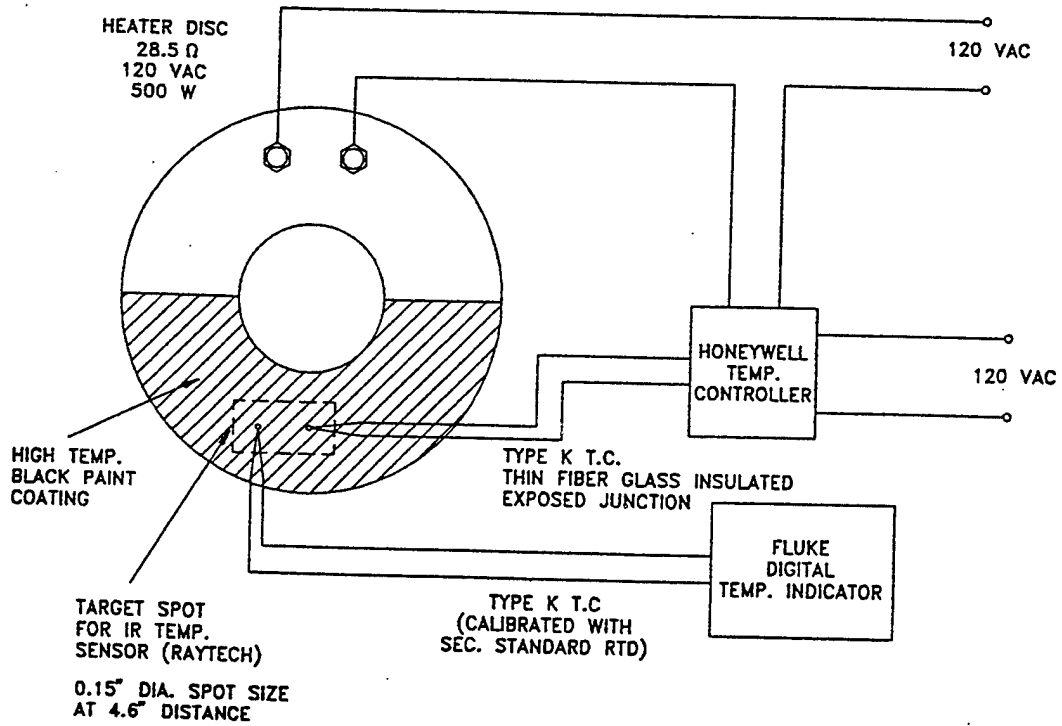 HEATER DISC
28.5 Ω
120 VAC
500 W
120 VAC
HONEYWELL
TEMP.
CONTROLLER
120 VAC
HIGH TEMP.
BLACK PAINT
COATING
TYPE K T.C.
THIN FIBER GLASS INSULATED
EXPOSED JUNCTION
FLUKE
DIGITAL
TEMP. INDICATOR
TYPE K T.C
(CALIBRATED WITH
SEC. STANDARD RTD)
TARGET SPOT
FOR IR TEMP.
SENSOR (RAYTECH)
0.15" DIA. SPOT SIZE
AT 4.6" DISTANCE